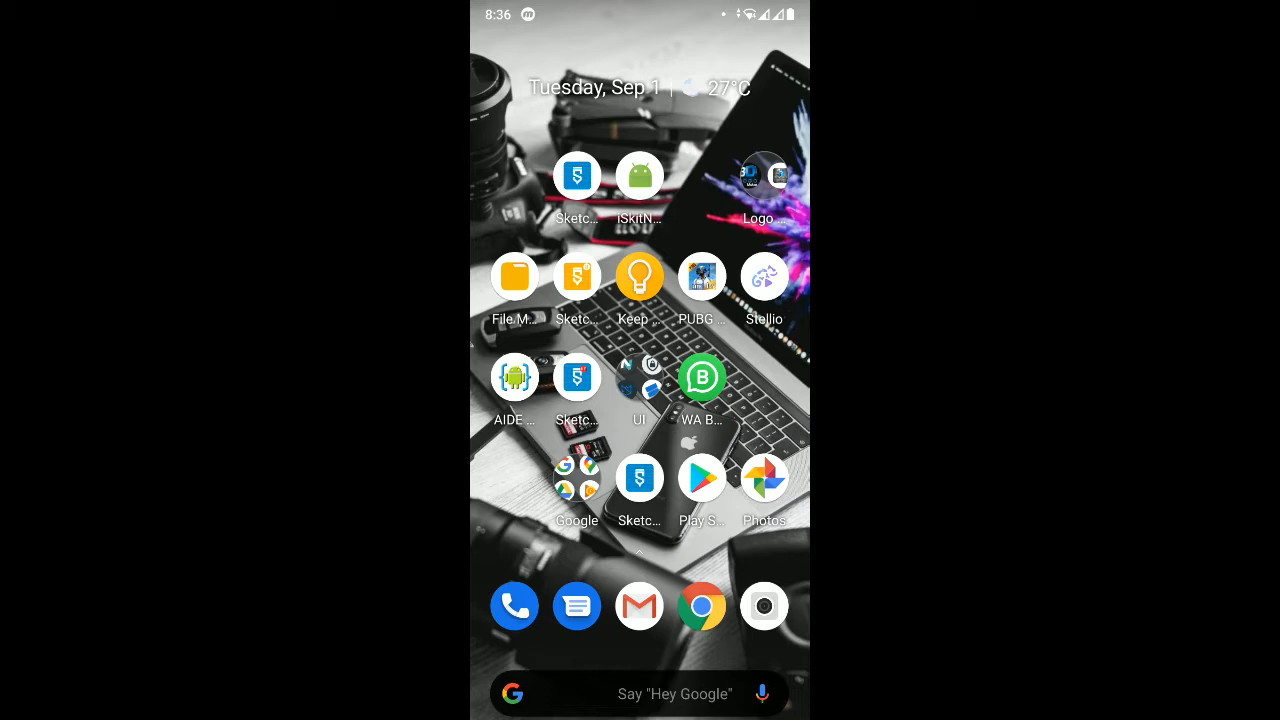 8:36
Tuesday, Sep 1 | 27°C
Sketc... iSkitN... Logo ...
File M... Sketc... Keep ... PUBG ... Stellio
AIDE ... Sketc... UI WA B...
Google Sketc... Play S... Photos
Say "Hey Google"